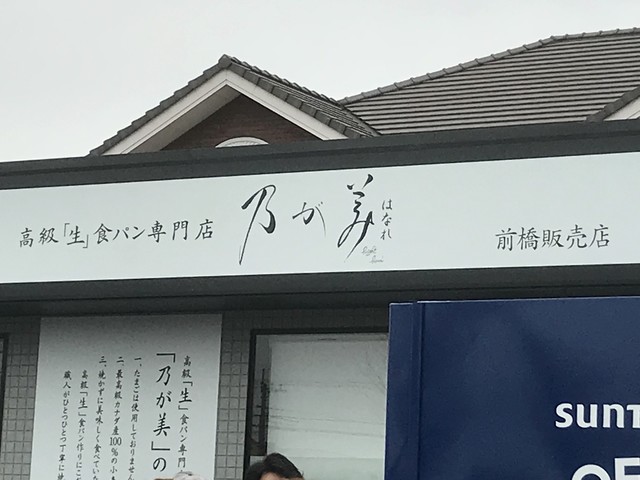 高級「生」食パン専門店
乃が美
はなれ
前橋販売店
高級「生」食パン専門
「乃が美」の
一、たまごは使用しておりません
二、最高級カナダ産100%の小
三、焼かずに美味しく食べていた
高級「生」食パン作りにこ
職人がひとつひとつ丁寧に
SUNT